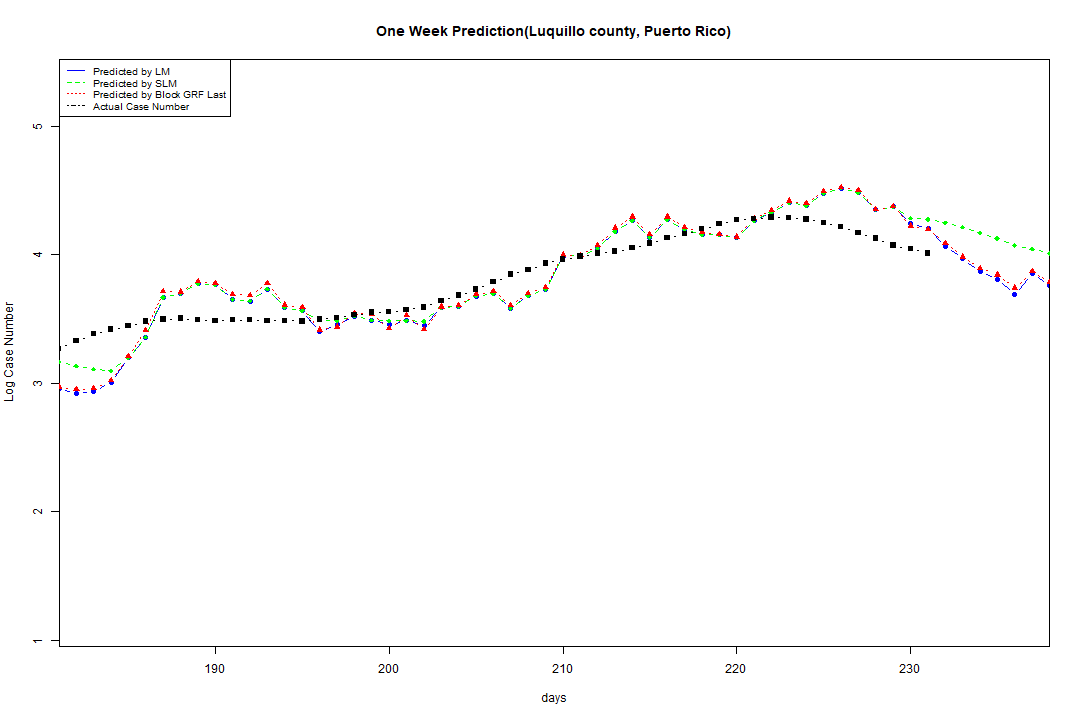 One Week Prediction(Luquillo county, Puerto Rico)
Predicted by LM
Predicted by SLM
Predicted by Block GRF Last
Actual Case Number
5
4
3
2
1
Log Case Number
190 200 210 220 230
days